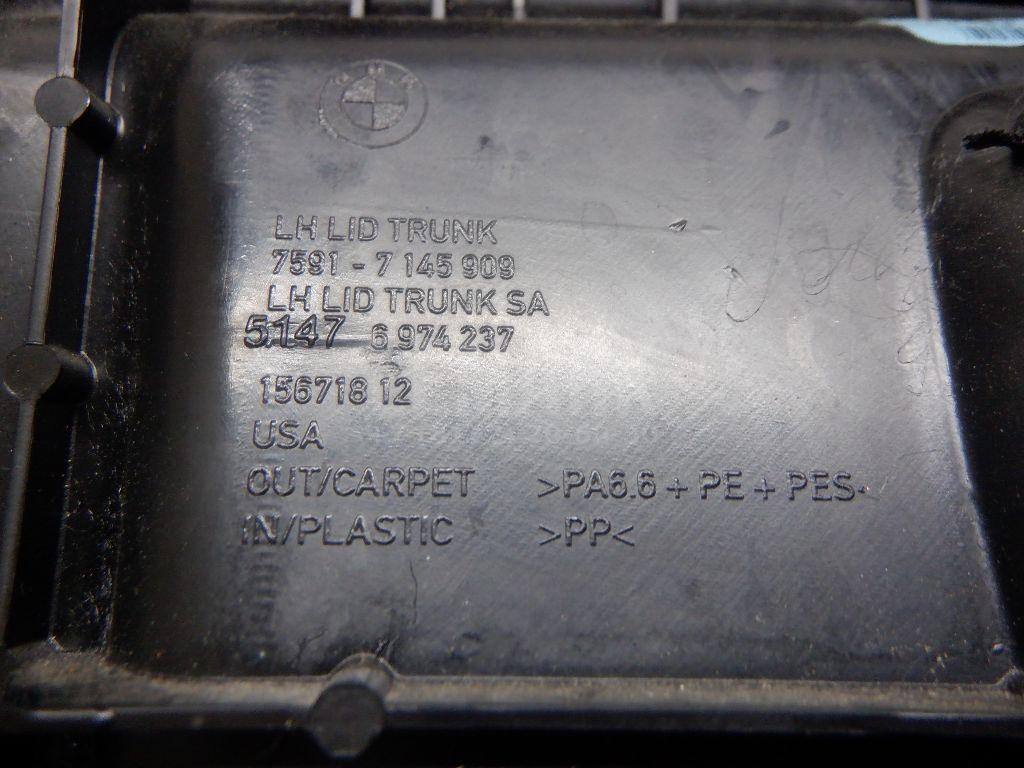 BMW
LH LID TRUNK
7591 - 7 145 909
LH LID TRUNK SA
5147 6 974 237
156718 12
USA
OUT/CARPET >PA6.6 + PE + PES<
IN/PLASTIC >PP<